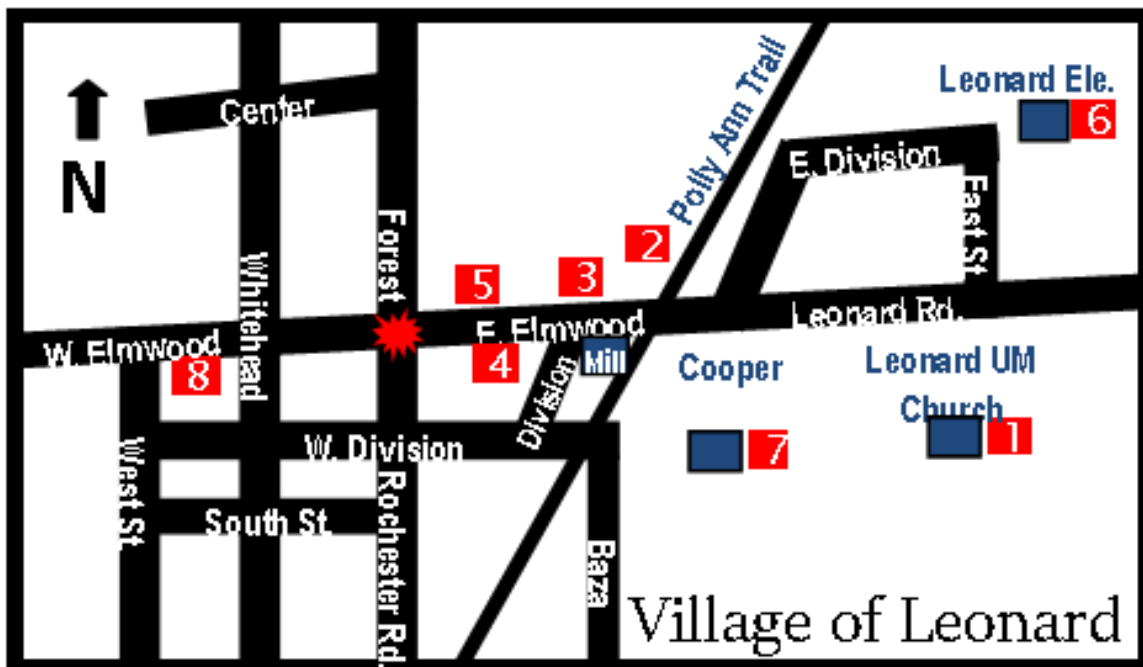 Leonard Ele.
6
Center
N
Polly Ann Trail
E. Division
East St.
Forest
2
Whitehead
5
3
E. Elmwood
Leonard Rd.
W. Elmwood
8
4
Mill
Division
Cooper
Leonard UM
Church
7
1
W. Division
West St.
South St.
Rochester Rd.
Baza
Village of Leonard